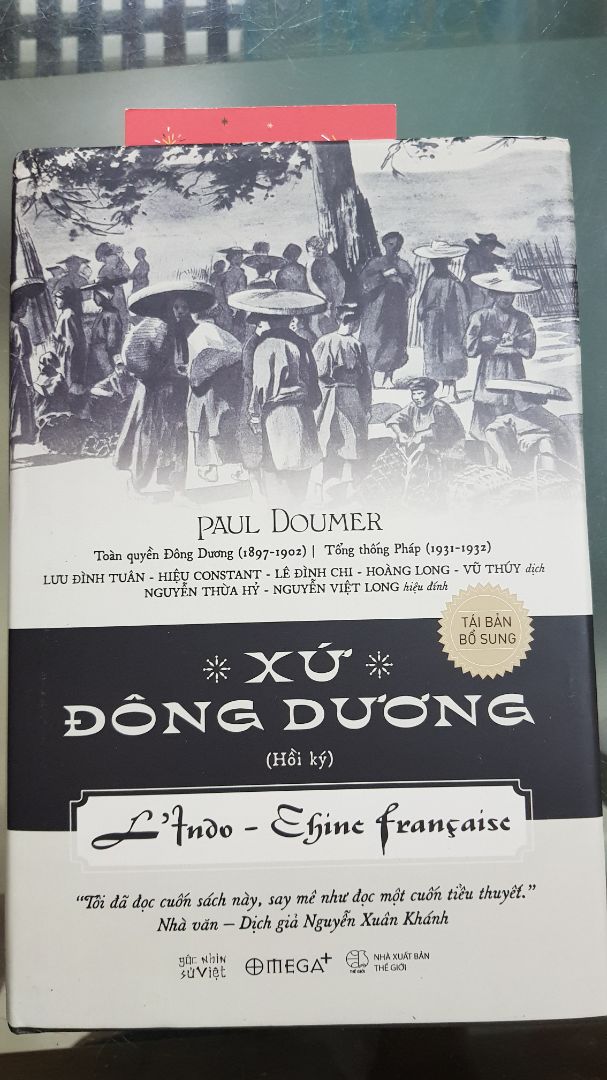 PAUL DOUMER
Toàn quyền Đông Dương (1897-1902) | Tổng thống Pháp (1931-1932)
LƯU ĐÌNH TUÂN - HIỆU CONSTANT - LÊ ĐÌNH CHI - HOÀNG LONG - VŨ THÚY dịch
NGUYỄN THỪA HỶ - NGUYỄN VIỆT LONG hiệu đính
TÁI BẢN
BỔ SUNG
XỨ
ĐÔNG DƯƠNG
(Hồi ký)
L'Indo - Chine française
“Tôi đã đọc cuốn sách này, say mê như đọc một cuốn tiểu thuyết.”
Nhà văn – Dịch giả Nguyễn Xuân Khánh
góc nhìn
sử Việt
OMEGA+
THẾ GIỚI
NHÀ XUẤT BẢN
THẾ GIỚI